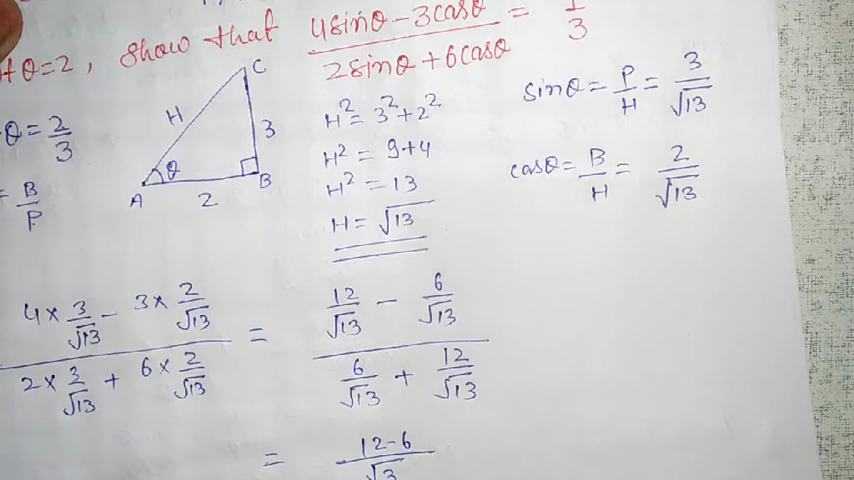 t θ = 2, show that (4sinθ - 3cosθ)/(2sinθ + 6cosθ) = 1/3
θ = 2/3
= B/P
C
H
3
θ
A
2
B
H² = 3² + 2²
H² = 9+4
H² = 13
H = √13
sinθ = P/H = 3/√13
cosθ = B/H = 2/√13
(4 × 3/√13 - 3 × 2/√13)/(2 × 3/√13 + 6 × 2/√13) = (12/√13 - 6/√13)/(6/√13 + 12/√13)
= (12-6)/√3